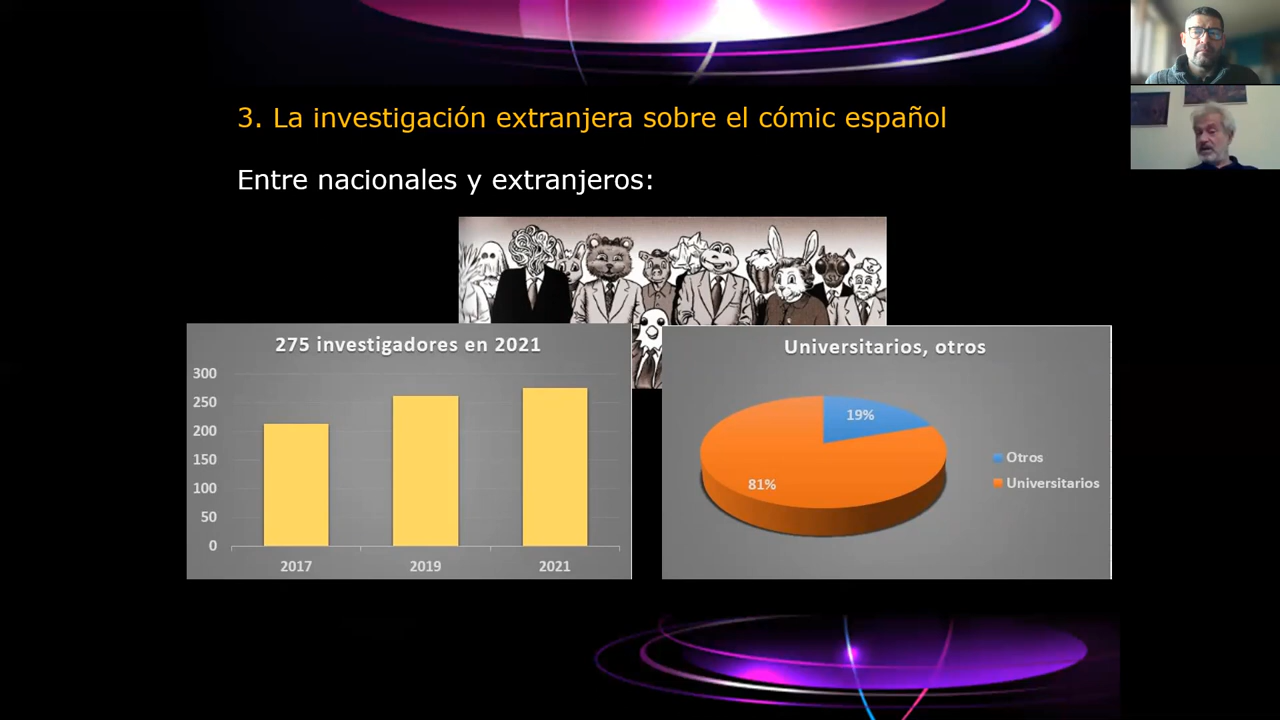 3. La investigación extranjera sobre el cómic español
Entre nacionales y extranjeros:
275 investigadores en 2021
300
250
200
150
100
50
0
2017
2019
2021
Universitarios, otros
19%
81%
Otros
Universitarios